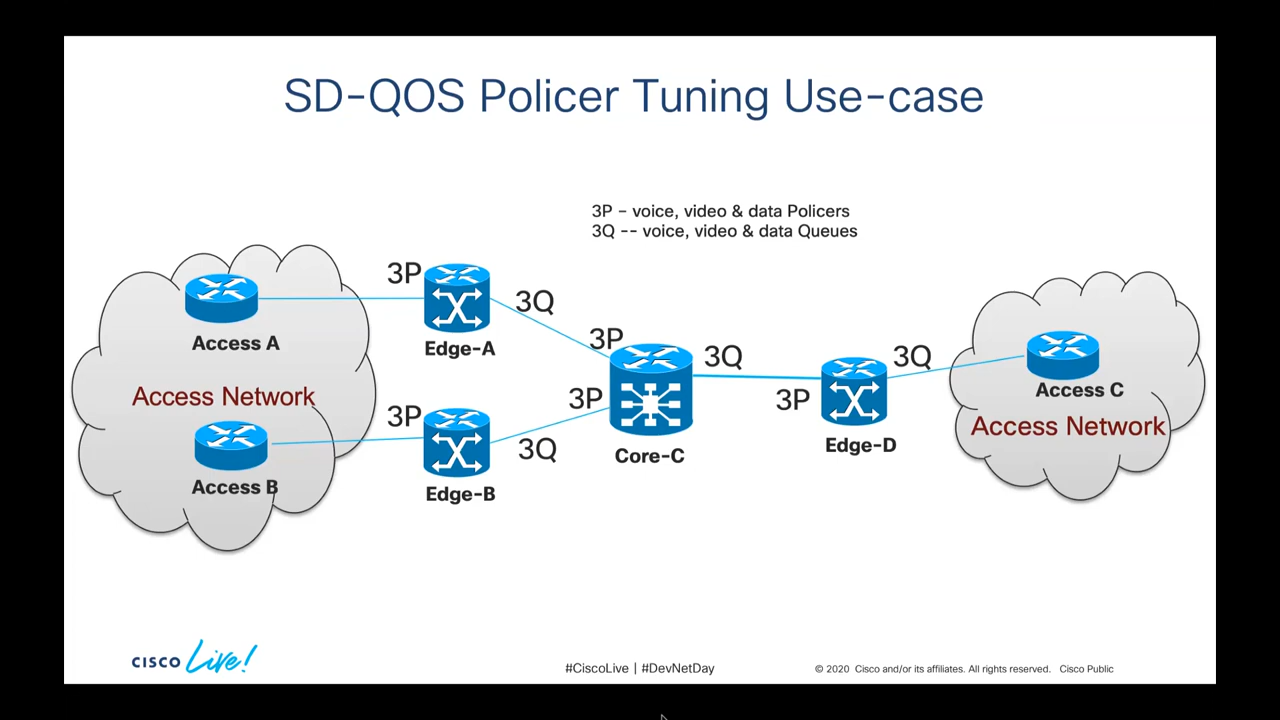 SD-QOS Policer Tuning Use-case
3P – voice, video & data Policers
3Q -- voice, video & data Queues
3P
3Q
Access A
Edge-A
3P
3Q
3Q
Access C
Access Network
3P
3P
3P
Access Network
Access B
Edge-B
3Q
Core-C
Edge-D
CISCO Live!
#CiscoLive | #DevNetDay
© 2020 Cisco and/or its affiliates. All rights reserved. Cisco Public